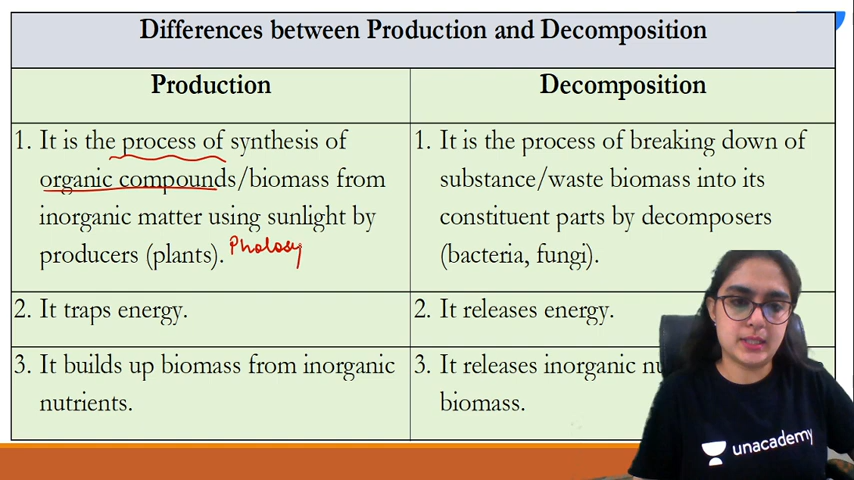 Differences between Production and Decomposition
Production
Decomposition
1. It is the process of synthesis of
organic compounds/biomass from
inorganic matter using sunlight by
producers (plants). Photosy
1. It is the process of breaking down of
substance/waste biomass into its
constituent parts by decomposers
(bacteria, fungi).
2. It traps energy.
2. It releases energy.
3. It builds up biomass from inorganic
nutrients.
3. It releases inorganic
biomass.
unacademy